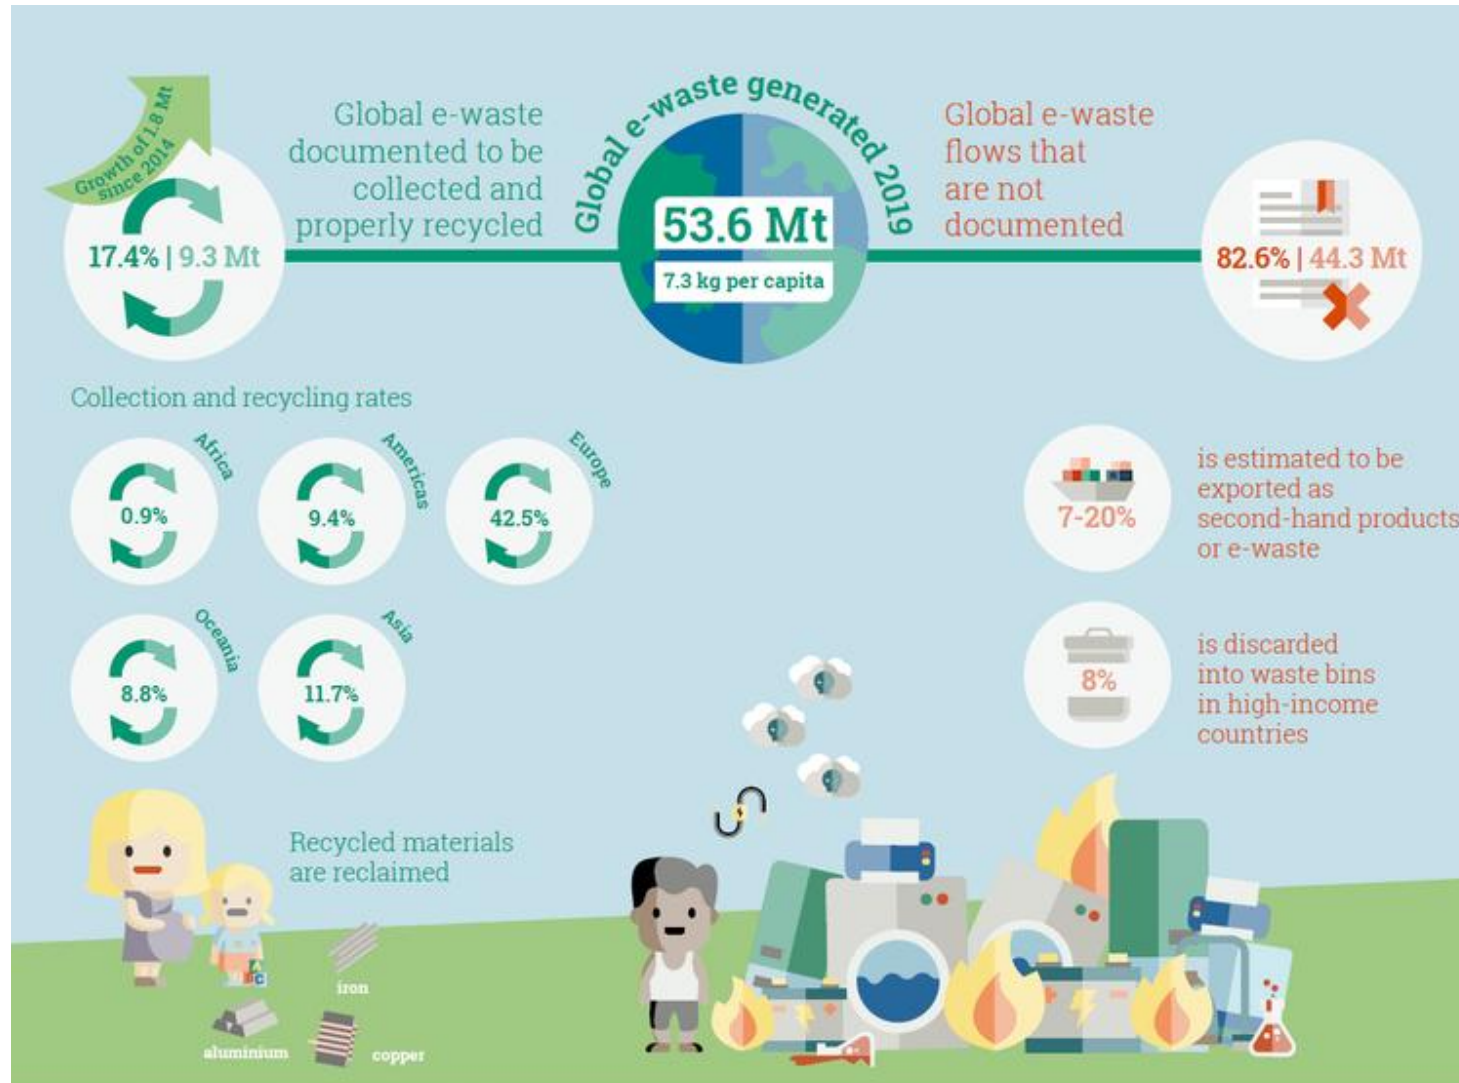 Growth of 1.8 Mt
since 2014
17.4% | 9.3 Mt
Global e-waste
documented to be
collected and
properly recycled
Global e-waste generated 2019
53.6 Mt
7.3 kg per capita
Global e-waste
flows that
are not
documented
82.6% | 44.3 Mt
Collection and recycling rates
Africa
0.9%
Americas
9.4%
Europe
42.5%
Oceania
8.8%
Asia
11.7%
7-20%
is estimated to be
exported as
second-hand products
or e-waste
8%
is discarded
into waste bins
in high-income
countries
Recycled materials
are reclaimed
iron
aluminium
copper